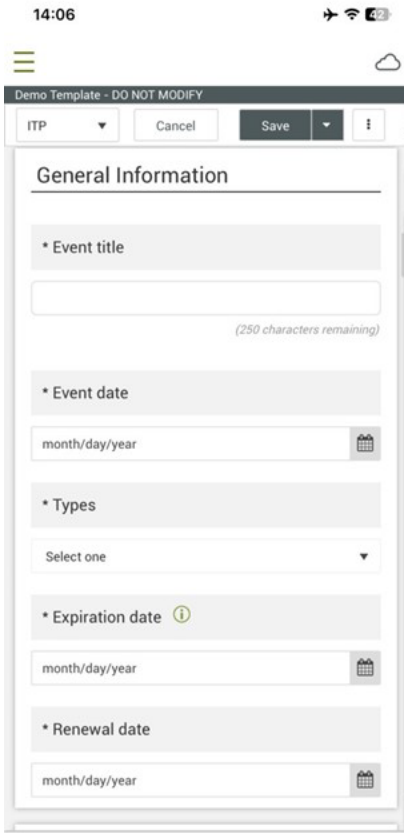 14:06
42
Demo Template - DO NOT MODIFY
ITP
Cancel
Save
General Information
* Event title
(250 characters remaining)
* Event date
month/day/year
* Types
Select one
* Expiration date
month/day/year
* Renewal date
month/day/year